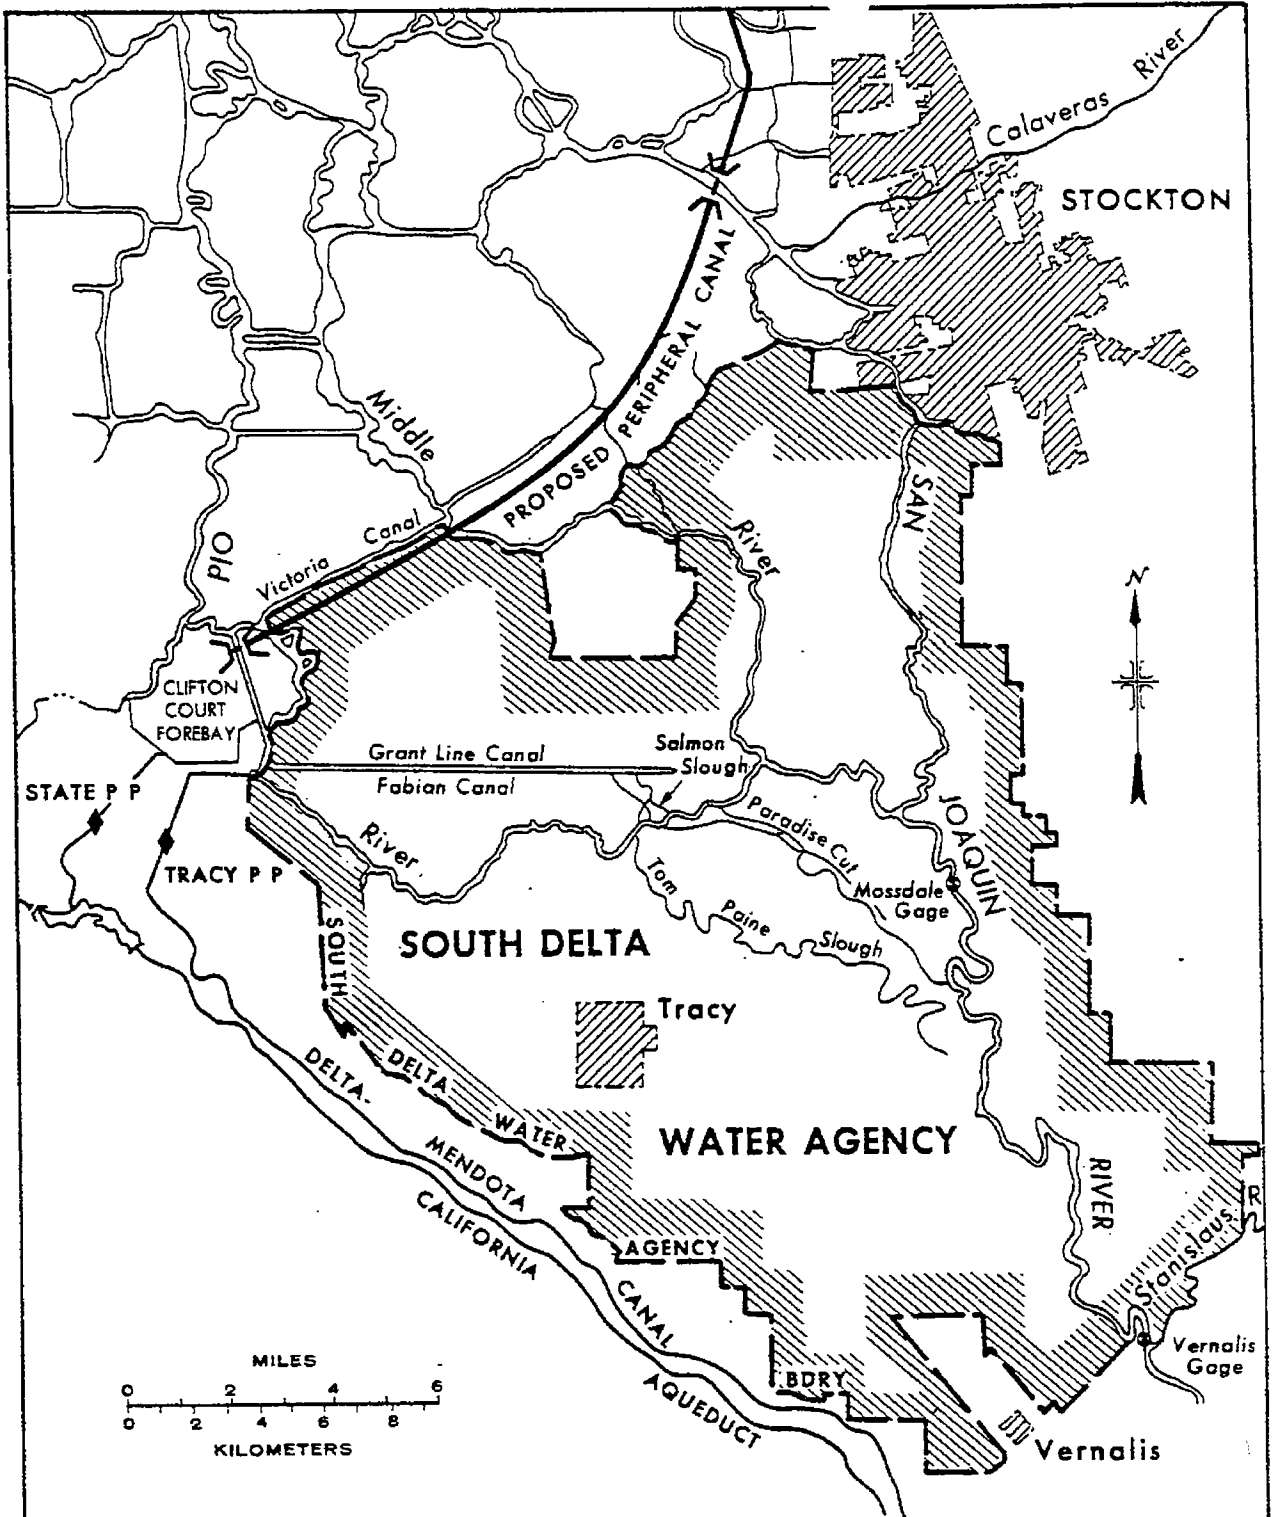 Calaveras River
STOCKTON
PROPOSED PERIPHERAL CANAL
Middle
River
Old
River
Victoria Canal
SAN
JOAQUIN
RIVER
N
CLIFTON
COURT
FOREBAY
Grant Line Canal
Fabian Canal
Salmon
Slough
STATE P P
TRACY P P
Paradise Cut
Mossdale
Gage
Tom Paine Slough
SOUTH DELTA
WATER AGENCY
Tracy
SOUTH
DELTA
WATER
AGENCY
BDRY
DELTA-
MENDOTA
CANAL
CALIFORNIA
AQUEDUCT
Stanislaus
R
Vernalis
Gage
Vernalis
MILES
0 2 4 6
0 2 4 6 8
KILOMETERS